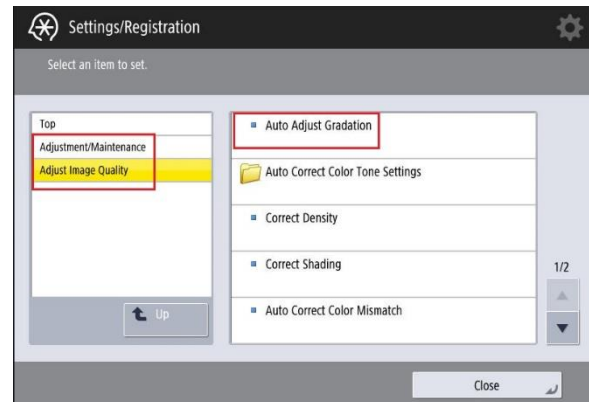 Settings/Registration
Select an item to set.
Top
Adjustment/Maintenance
Adjust Image Quality
Up
Auto Adjust Gradation
Auto Correct Color Tone Settings
Correct Density
Correct Shading
Auto Correct Color Mismatch
1/2
Close